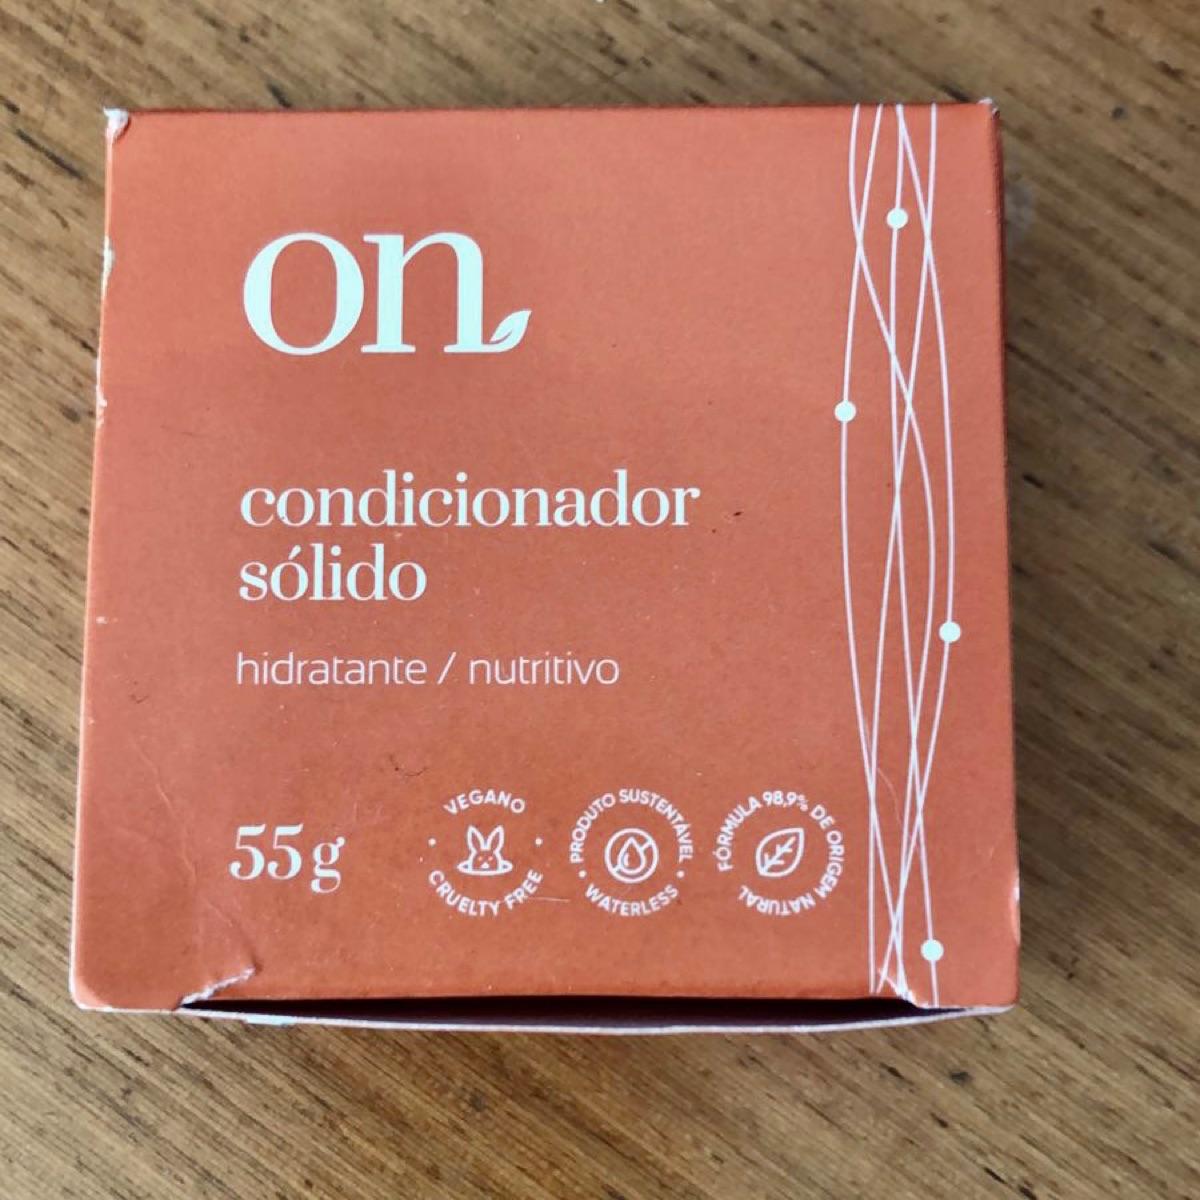 on
condicionador
sólido
hidratante / nutritivo
55g
VEGANO
CRUELTY FREE
PRODUTO SUSTENTÁVEL
WATERLESS
FÓRMULA 98,9% DE ORIGEM NATURAL